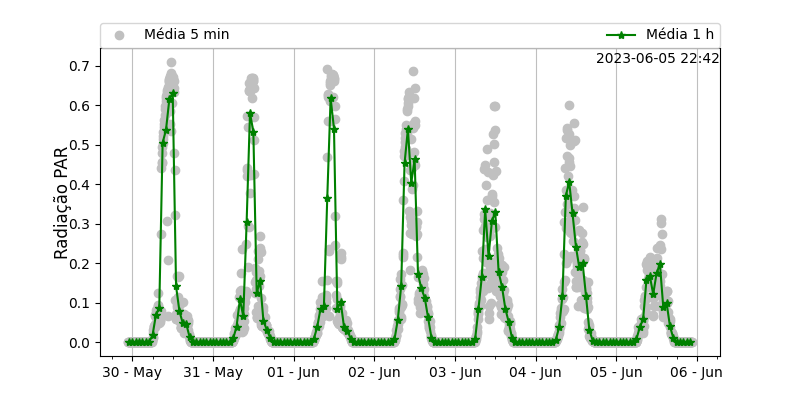 Média 5 min
Média 1 h
2023-06-05 22:42
Radiação PAR
0.7
0.6
0.5
0.4
0.3
0.2
0.1
0.0
30 - May
31 - May
01 - Jun
02 - Jun
03 - Jun
04 - Jun
05 - Jun
06 - Jun